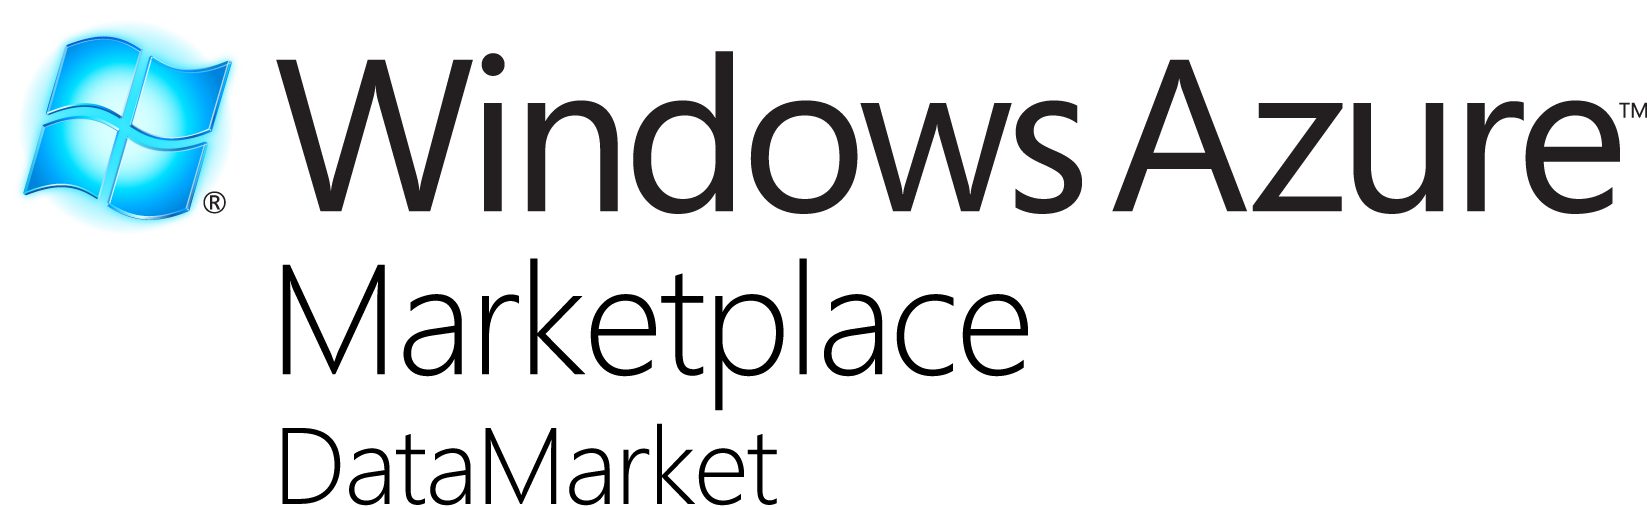 ® Windows Azure™
Marketplace
DataMarket